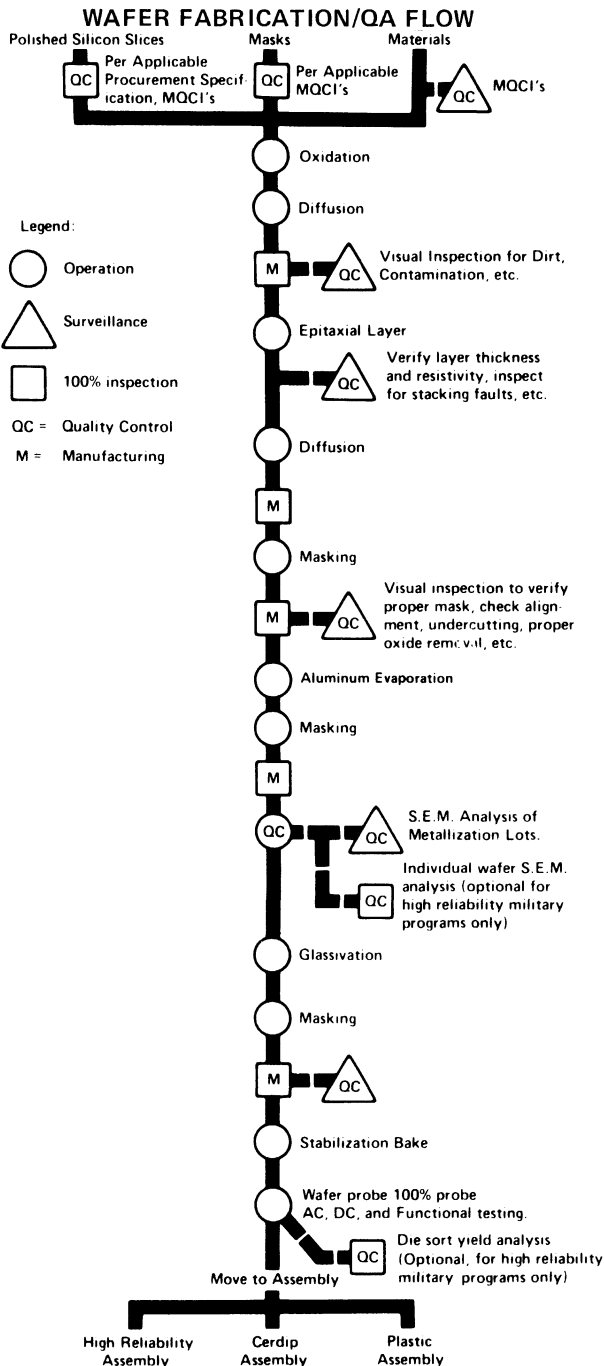 WAFER FABRICATION/QA FLOW
Polished Silicon Slices
Masks
Materials
QC
Per Applicable
Procurement Specif-
ication, MQCI's
QC
Per Applicable
MQCI's
QC
MQCI's
Oxidation
Diffusion
Legend:
Operation
Surveillance
100% inspection
QC = Quality Control
M = Manufacturing
M
QC
Visual Inspection for Dirt,
Contamination, etc.
Epitaxial Layer
QC
Verify layer thickness
and resistivity, inspect
for stacking faults, etc.
Diffusion
M
Masking
M
QC
Visual inspection to verify
proper mask, check align-
ment, undercutting, proper
oxide removal, etc.
Aluminum Evaporation
Masking
M
QC
QC
S.E.M. Analysis of
Metallization Lots.
QC
Individual wafer S.E.M.
analysis (optional for
high reliability military
programs only)
Glassivation
Masking
M
QC
Stabilization Bake
Wafer probe 100% probe
AC, DC, and Functional testing.
QC
Die sort yield analysis
(Optional, for high reliability
military programs only)
Move to Assembly
High Reliability
Assembly
Cerdip
Assembly
Plastic
Assembly